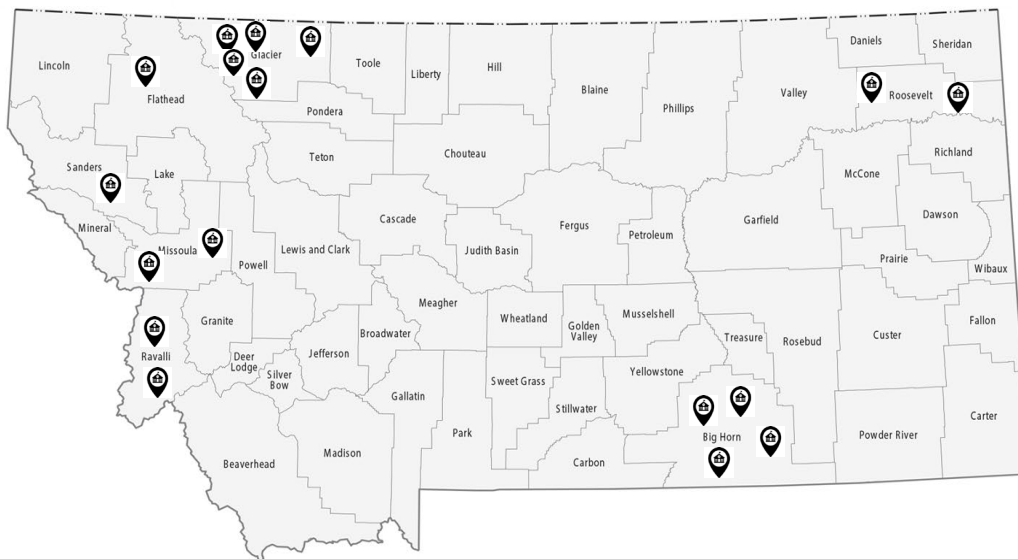 Lincoln
Flathead
Glacier
Toole
Liberty
Hill
Blaine
Phillips
Valley
Daniels
Sheridan
Roosevelt
Pondera
Teton
Chouteau
Richland
McCone
Sanders
Lake
Dawson
Mineral
Missoula
Powell
Lewis and Clark
Cascade
Judith Basin
Fergus
Petroleum
Garfield
Prairie
Wibaux
Granite
Meagher
Broadwater
Wheatland
Golden
Valley
Musselshell
Treasure
Rosebud
Custer
Fallon
Ravalli
Deer
Lodge
Silver
Bow
Jefferson
Gallatin
Sweet Grass
Stillwater
Yellowstone
Park
Big Horn
Powder River
Carter
Beaverhead
Madison
Carbon